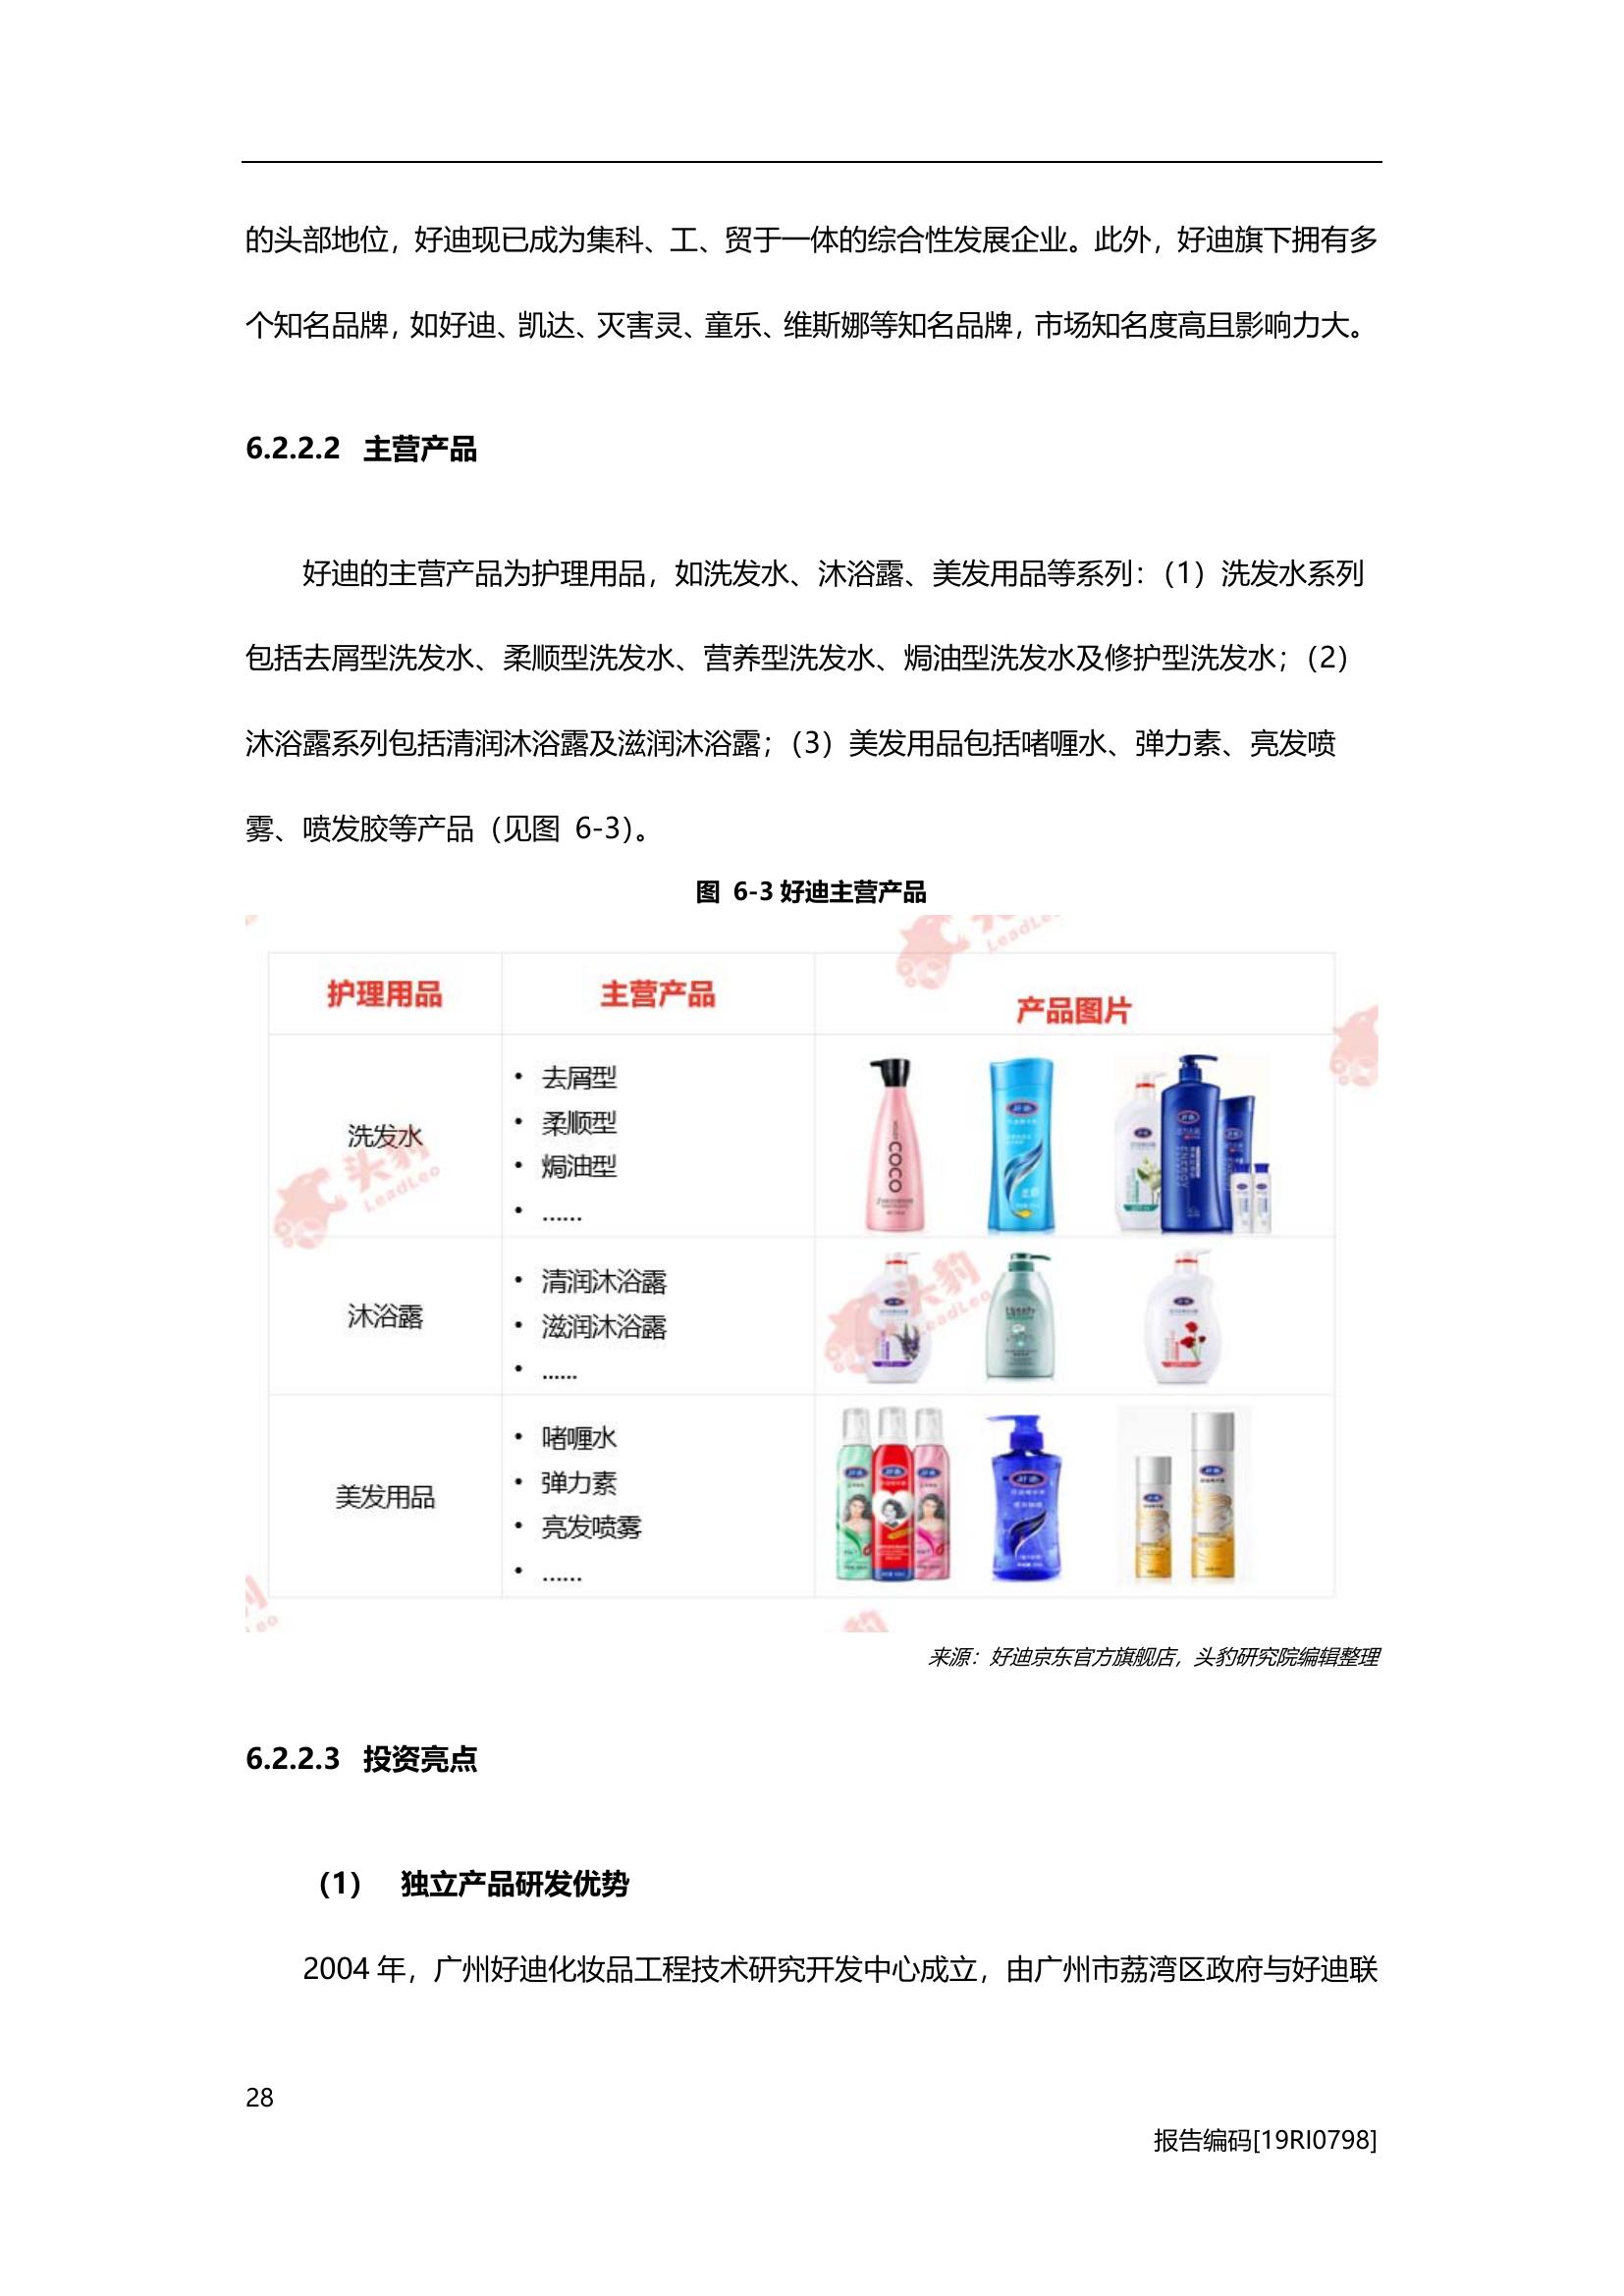 的头部地位，好迪现已成为集科、工、贸于一体的综合性发展企业。此外，好迪旗下拥有多
个知名品牌，如好迪、凯达、灭害灵、童乐、维斯娜等知名品牌，市场知名度高且影响力大。
6.2.2.2 主营产品
好迪的主营产品为护理用品，如洗发水、沐浴露、美发用品等系列：（1）洗发水系列
包括去屑型洗发水、柔顺型洗发水、营养型洗发水、焗油型洗发水及修护型洗发水；（2）
沐浴露系列包括清润沐浴露及滋润沐浴露；（3）美发用品包括啫喱水、弹力素、亮发喷
雾、喷发胶等产品（见图 6-3）。
图 6-3 好迪主营产品
护理用品 主营产品 产品图片
洗发水
• 去屑型
• 柔顺型
• 焗油型
• ……
COCO
沐浴露
• 清润沐浴露
• 滋润沐浴露
• ……
美发用品
• 啫喱水
• 弹力素
• 亮发喷雾
• ……
头豹
LeadLeo
来源：好迪京东官方旗舰店，头豹研究院编辑整理
6.2.2.3 投资亮点
（1） 独立产品研发优势
2004 年，广州好迪化妆品工程技术研究开发中心成立，由广州市荔湾区政府与好迪联
28
报告编码[19RI0798]